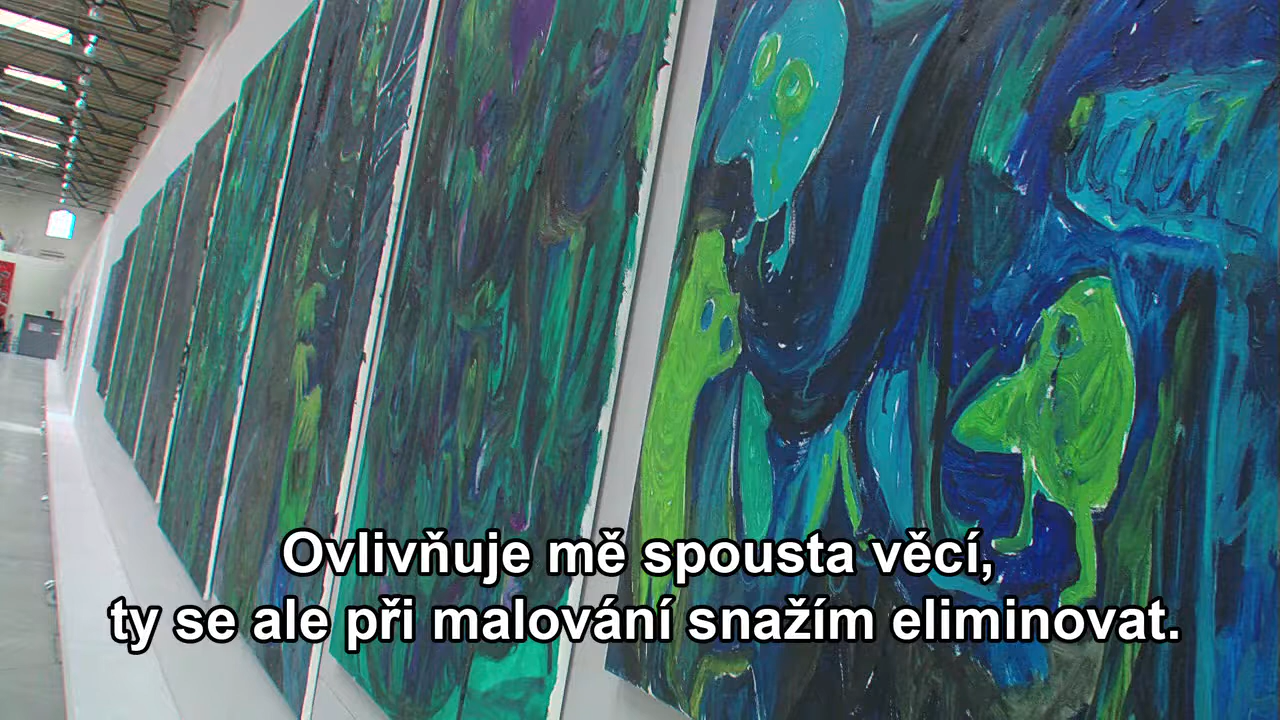 Ovlivňuje mě spousta věcí,
ty se ale při malování snažím eliminovat.